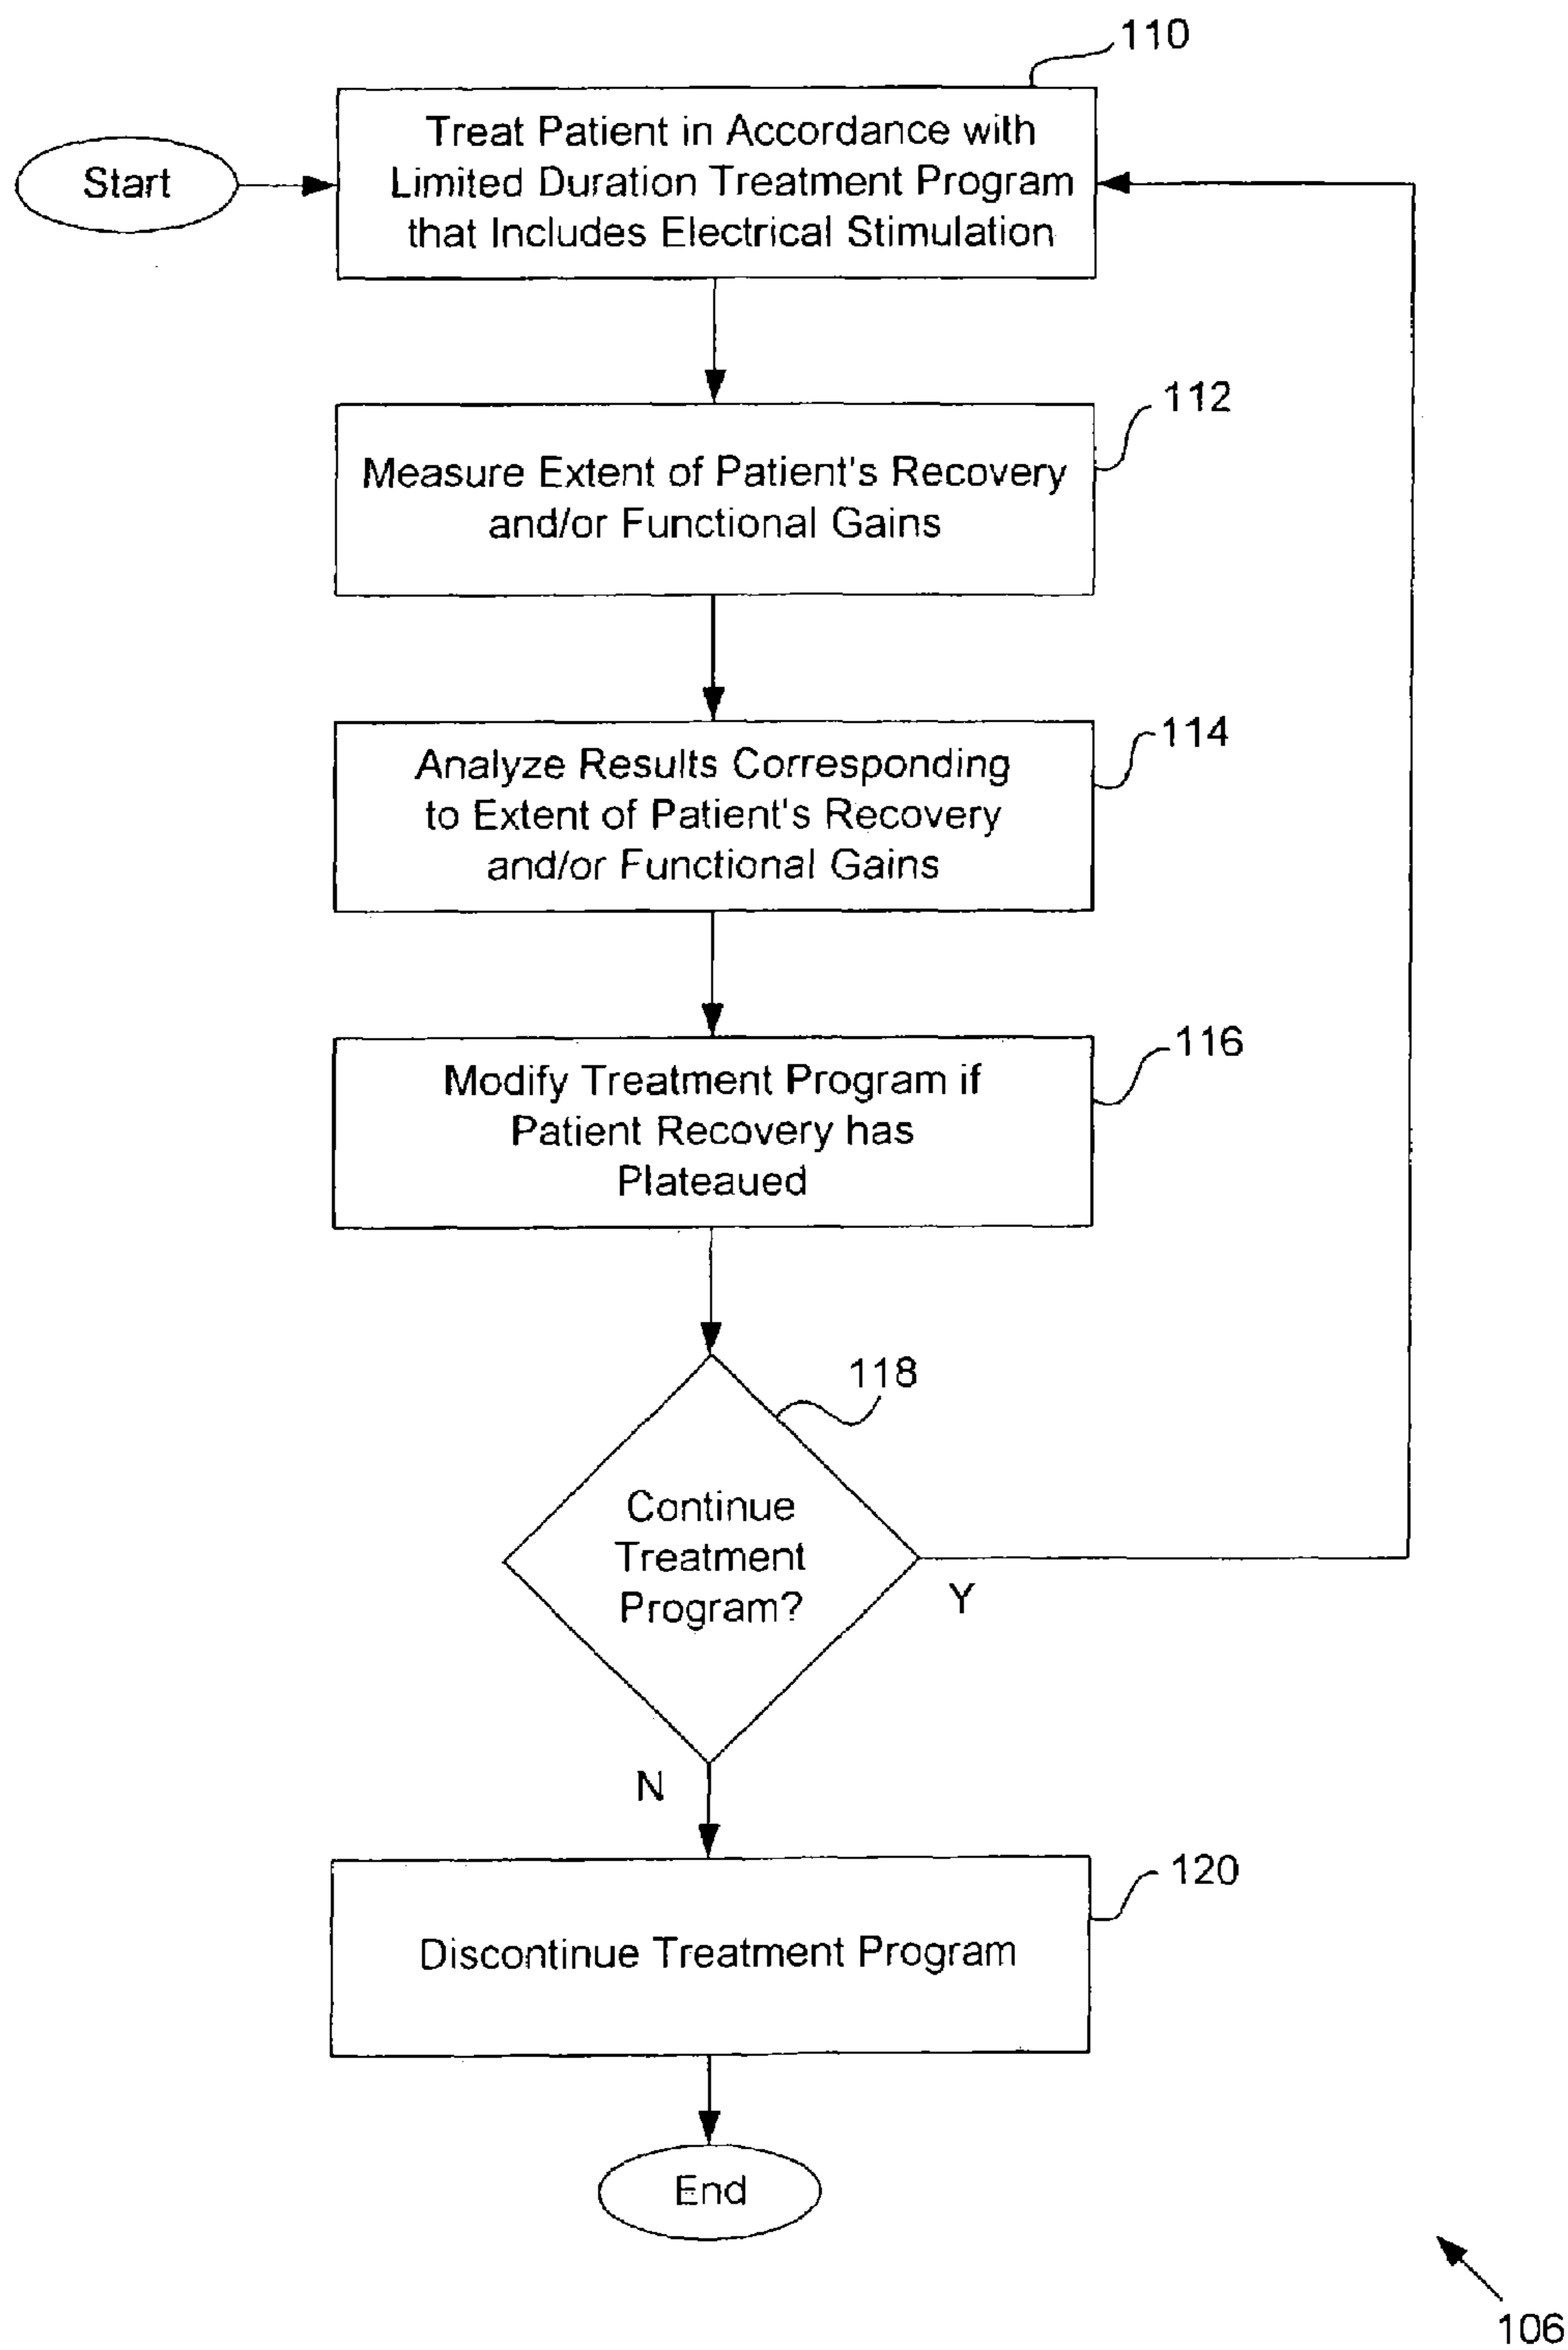 110
Start
Treat Patient in Accordance with
Limited Duration Treatment Program
that Includes Electrical Stimulation
112
Measure Extent of Patient's Recovery
and/or Functional Gains
114
Analyze Results Corresponding
to Extent of Patient's Recovery
and/or Functional Gains
116
Modify Treatment Program if
Patient Recovery has
Plateaued
118
Continue
Treatment
Program?
Y
N
120
Discontinue Treatment Program
End
106